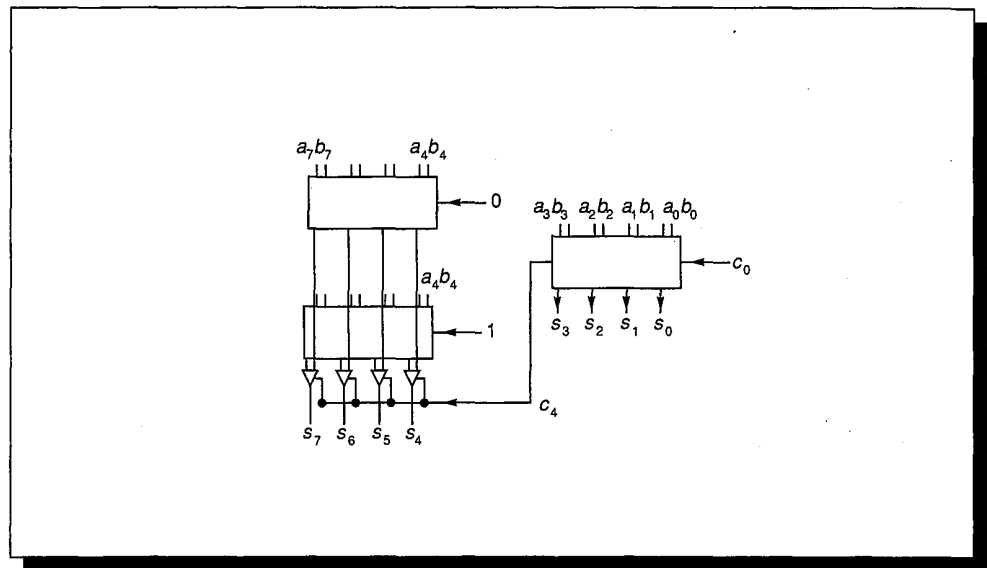 a₇b₇ a₄b₄
0
a₃b₃ a₂b₂ a₁b₁ a₀b₀
c₀
a₄b₄
s₃ s₂ s₁ s₀
1
c₄
s₇ s₆ s₅ s₄